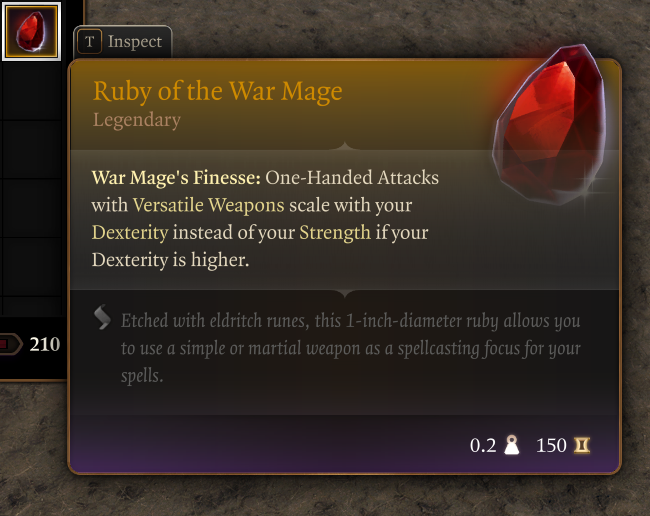 T Inspect
Ruby of the War Mage
Legendary
War Mage's Finesse: One-Handed Attacks
with Versatile Weapons scale with your
Dexterity instead of your Strength if your
Dexterity is higher.
Etched with eldritch runes, this 1-inch-diameter ruby allows you
to use a simple or martial weapon as a spellcasting focus for your
spells.
210
0.2 150